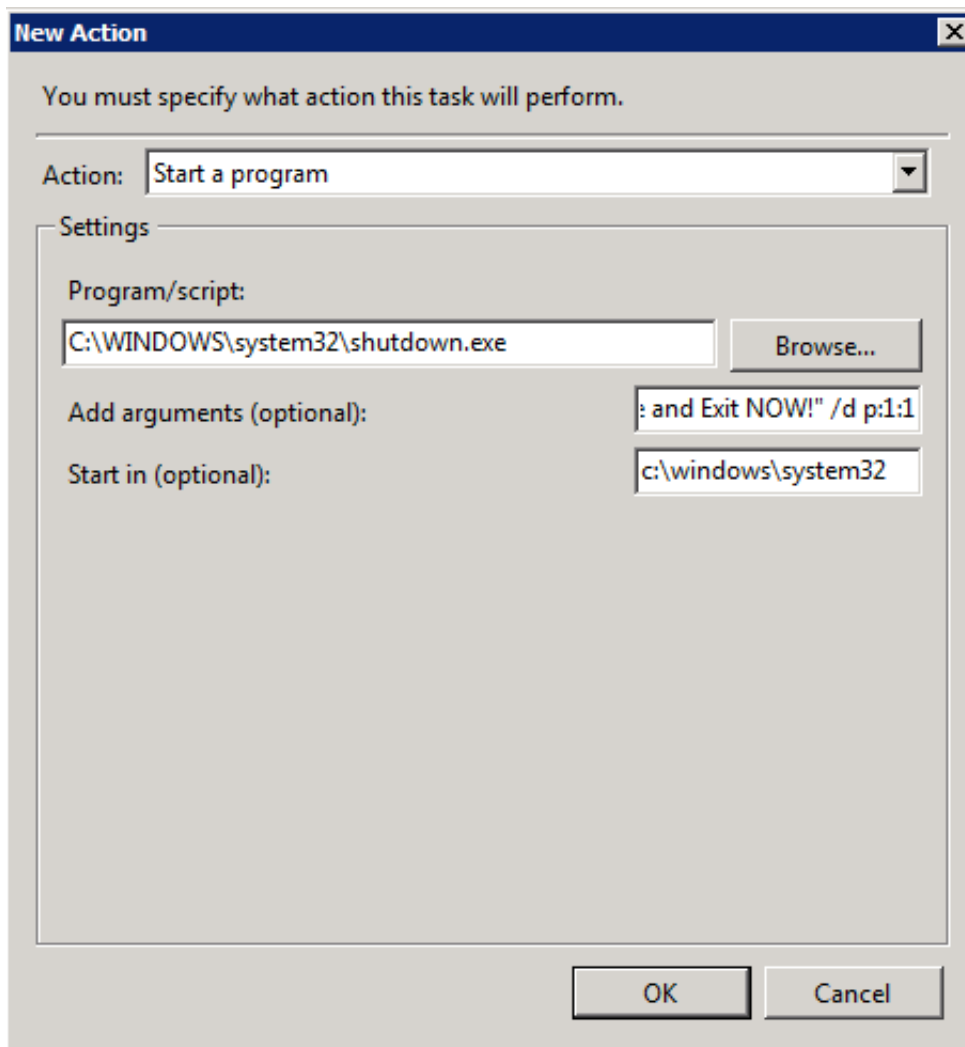 New Action
You must specify what action this task will perform.
Action: Start a program
Settings
Program/script:
C:\WINDOWS\system32\shutdown.exe Browse...
Add arguments (optional): and Exit NOW!" /d p:1:1
Start in (optional): c:\windows\system32
OK Cancel